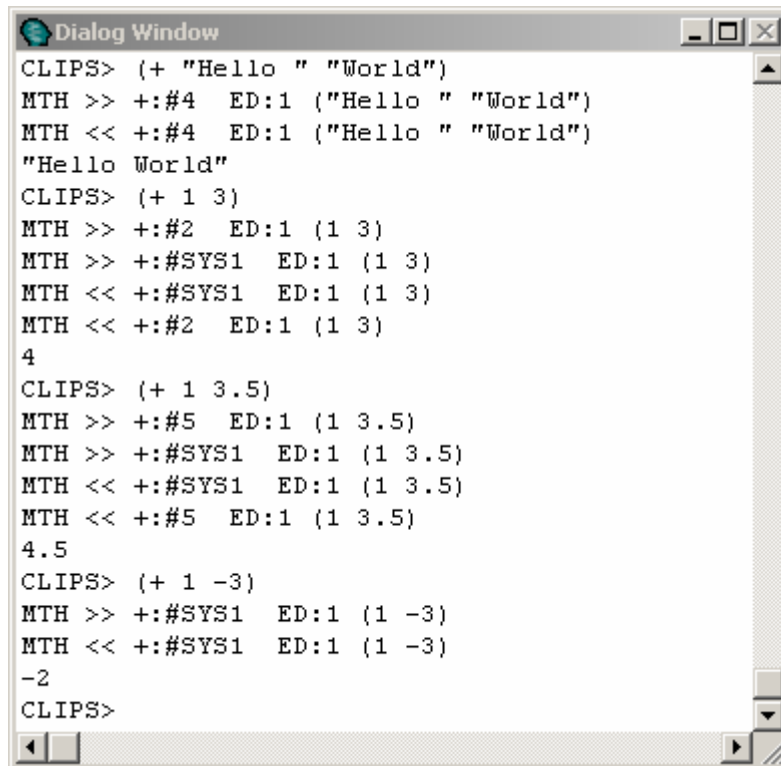 Dialog Window
CLIPS> (+ "Hello " "World")
MTH >> +:#4  ED:1 ("Hello " "World")
MTH << +:#4  ED:1 ("Hello " "World")
"Hello World"
CLIPS> (+ 1 3)
MTH >> +:#2  ED:1 (1 3)
MTH >> +:#SYS1  ED:1 (1 3)
MTH << +:#SYS1  ED:1 (1 3)
MTH << +:#2  ED:1 (1 3)
4
CLIPS> (+ 1 3.5)
MTH >> +:#5  ED:1 (1 3.5)
MTH >> +:#SYS1  ED:1 (1 3.5)
MTH << +:#SYS1  ED:1 (1 3.5)
MTH << +:#5  ED:1 (1 3.5)
4.5
CLIPS> (+ 1 -3)
MTH >> +:#SYS1  ED:1 (1 -3)
MTH << +:#SYS1  ED:1 (1 -3)
-2
CLIPS>